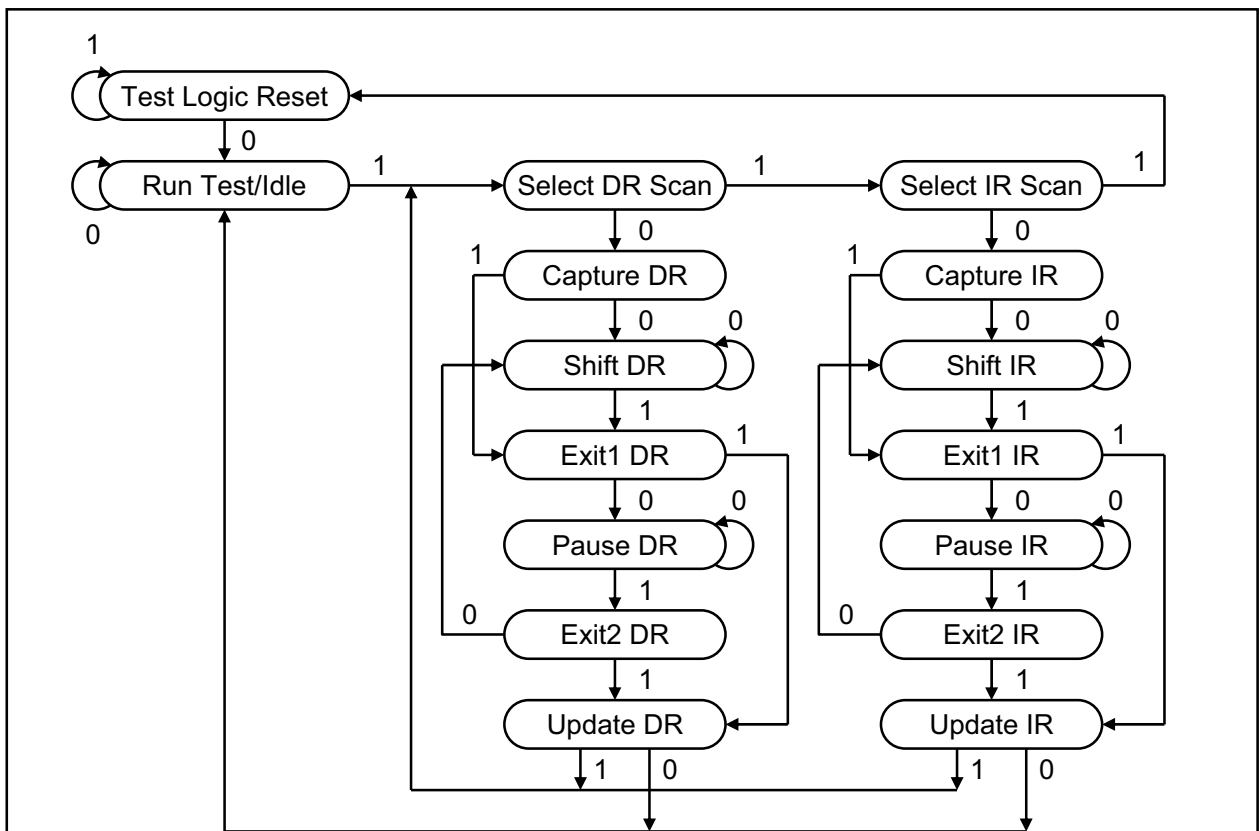 1
Test Logic Reset
0
Run Test/Idle
1
Select DR Scan
1
Select IR Scan
1
0
0
0
1
Capture DR
1
Capture IR
0
0
0
0
Shift DR
Shift IR
1
1
Exit1 DR
1
Exit1 IR
1
0
0
0
0
Pause DR
Pause IR
1
1
0
Exit2 DR
0
Exit2 IR
1
1
Update DR
Update IR
1
0
1
0